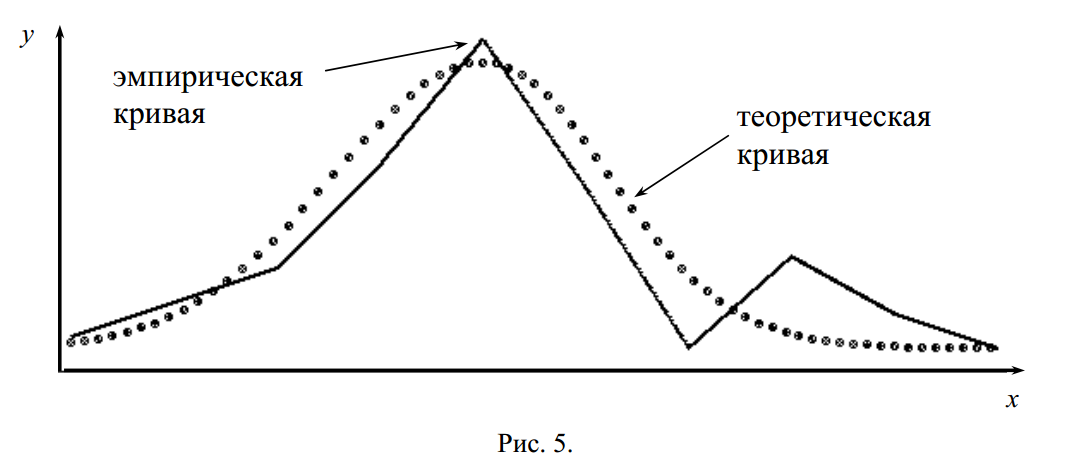 y
эмпирическая
кривая
теоретическая
кривая
x
Рис. 5.